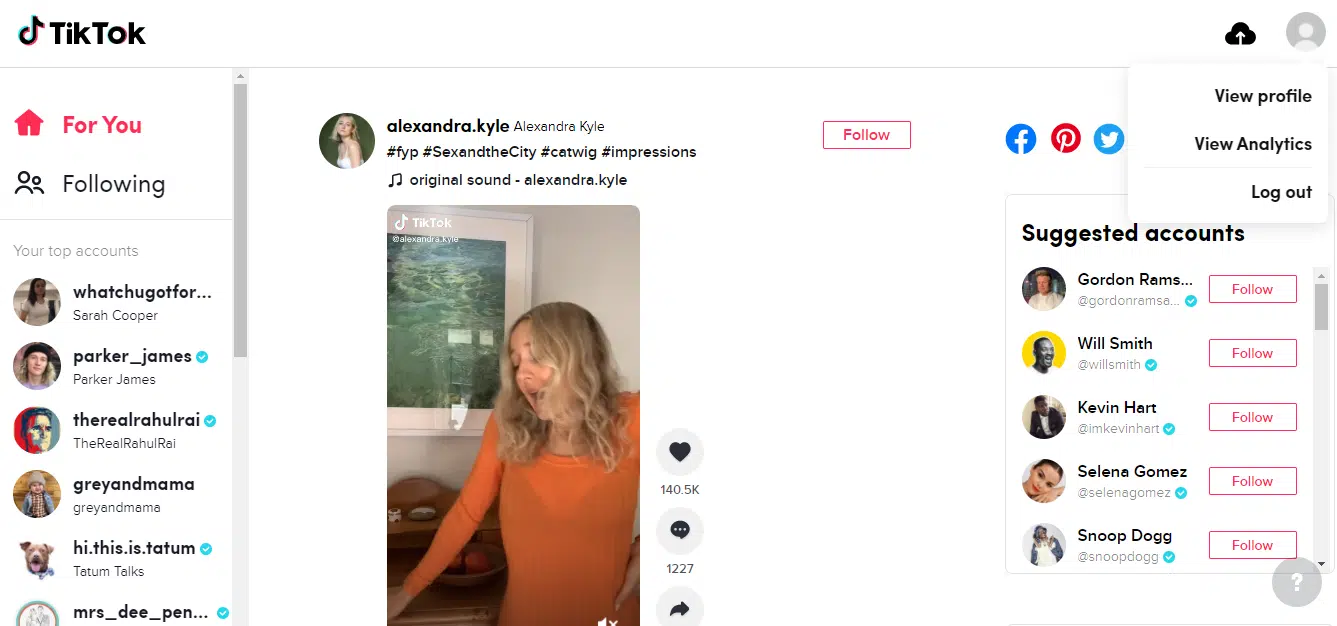 TikTok
View profile
View Analytics
Log out
For You
Following
Your top accounts
whatchugotfor...
Sarah Cooper
parker_james
Parker James
therealrahulrai
TheRealRahulRai
greyandmama
greyandmama
hi.this.is.tatum
Tatum Talks
mrs_dee_pen...
alexandra.kyle Alexandra Kyle
#fyp #SexandtheCity #catwig #impressions
original sound - alexandra.kyle
Follow
TikTok
@alexandra.kyle
140.5K
1227
Suggested accounts
Gordon Rams...
@gordonramsa...
Follow
Will Smith
@willsmith
Follow
Kevin Hart
@imkevinhart
Follow
Selena Gomez
@selenagomez
Follow
Snoop Dogg
@snoopdogg
Follow
?